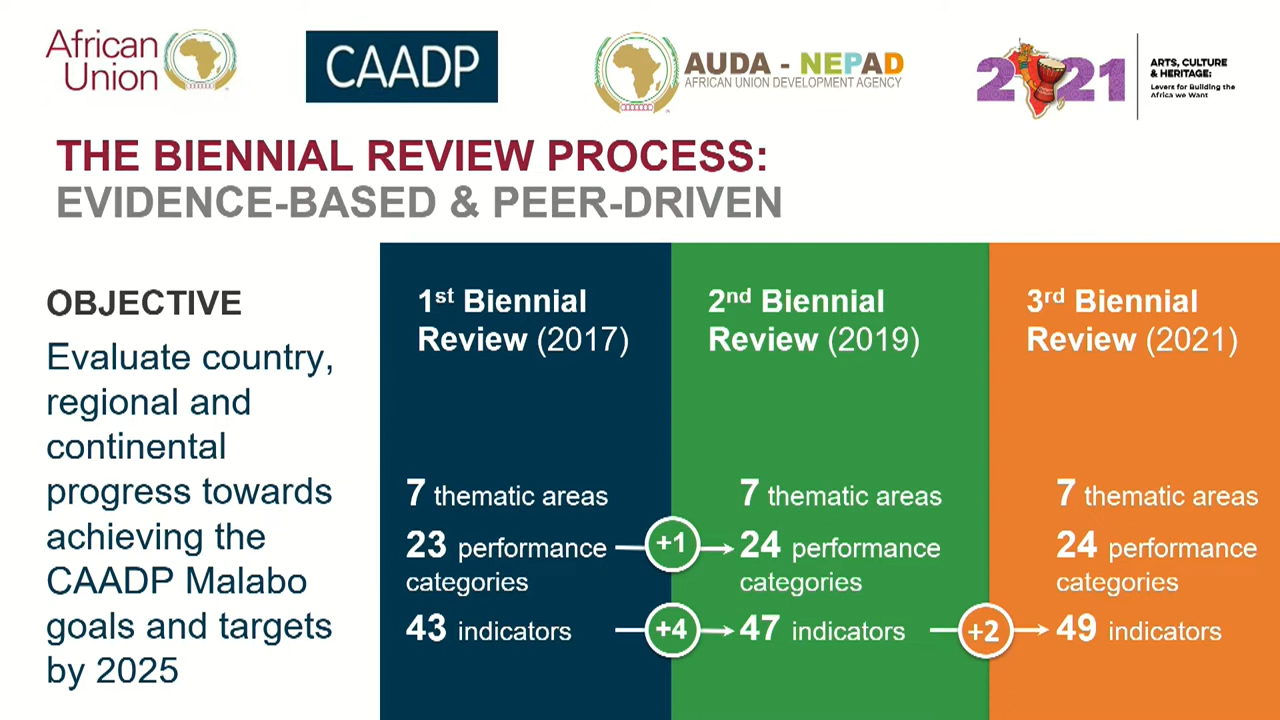 African
Union
CAADP
AUDA - NEPAD
AFRICAN UNION DEVELOPMENT AGENCY
2021
ARTS, CULTURE
& HERITAGE:
Levers for Building the
Africa we Want
THE BIENNIAL REVIEW PROCESS:
EVIDENCE-BASED & PEER-DRIVEN
OBJECTIVE
Evaluate country,
regional and
continental
progress towards
achieving the
CAADP Malabo
goals and targets
by 2025
1st Biennial
Review (2017)
7 thematic areas
23 performance
categories
43 indicators
+1
+4
2nd Biennial
Review (2019)
7 thematic areas
24 performance
categories
47 indicators
+2
3rd Biennial
Review (2021)
7 thematic areas
24 performance
categories
49 indicators